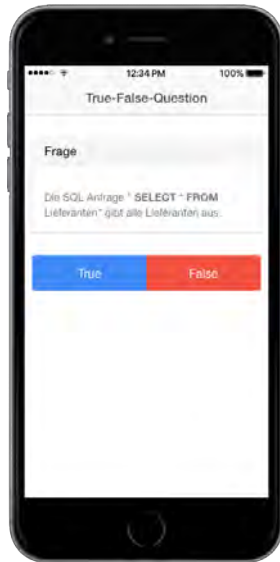 12:34 PM 100%
True-False-Question
Frage
Die SQL Anfrage " SELECT * FROM
Lieferanten" gibt alle Lieferanten aus.
True False